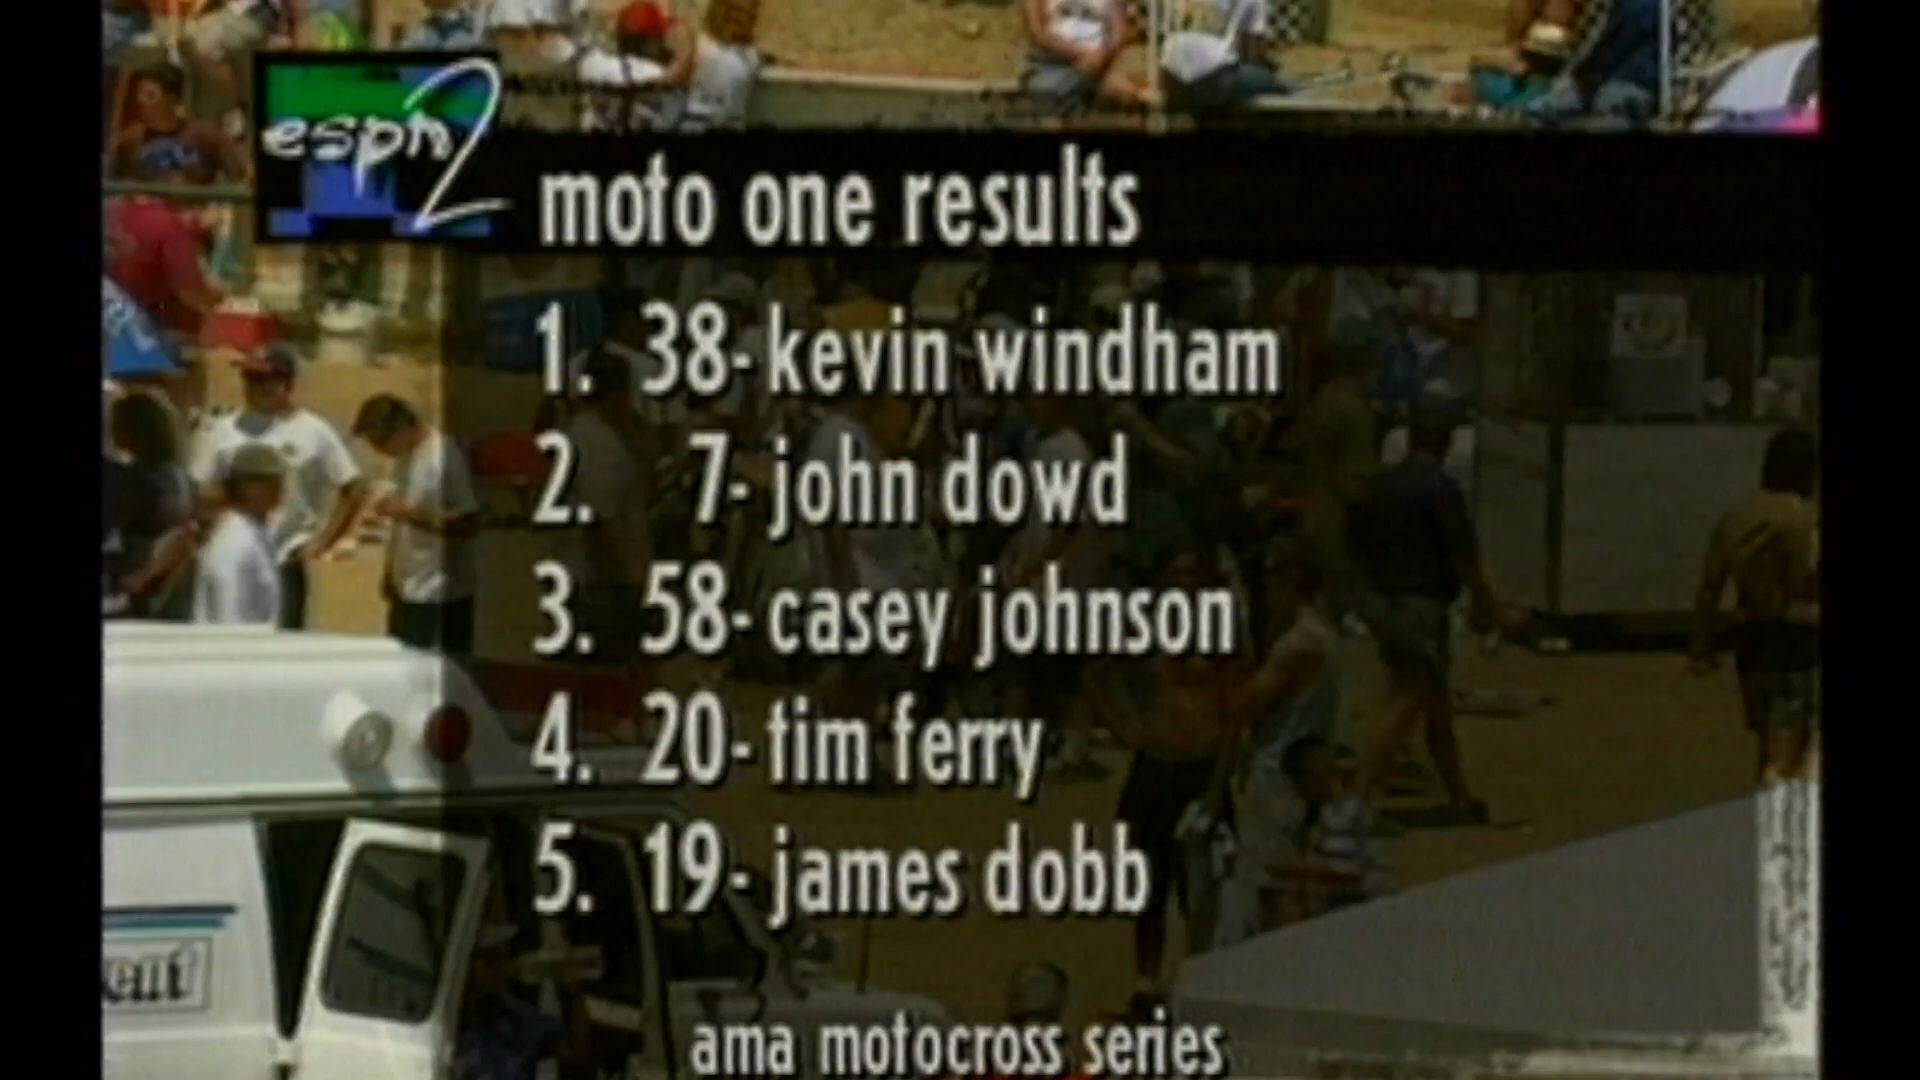 espn2
moto one results
1. 38- kevin windham
2. 7- john dowd
3. 58- casey johnson
4. 20- tim ferry
5. 19- james dobb
ama motocross series